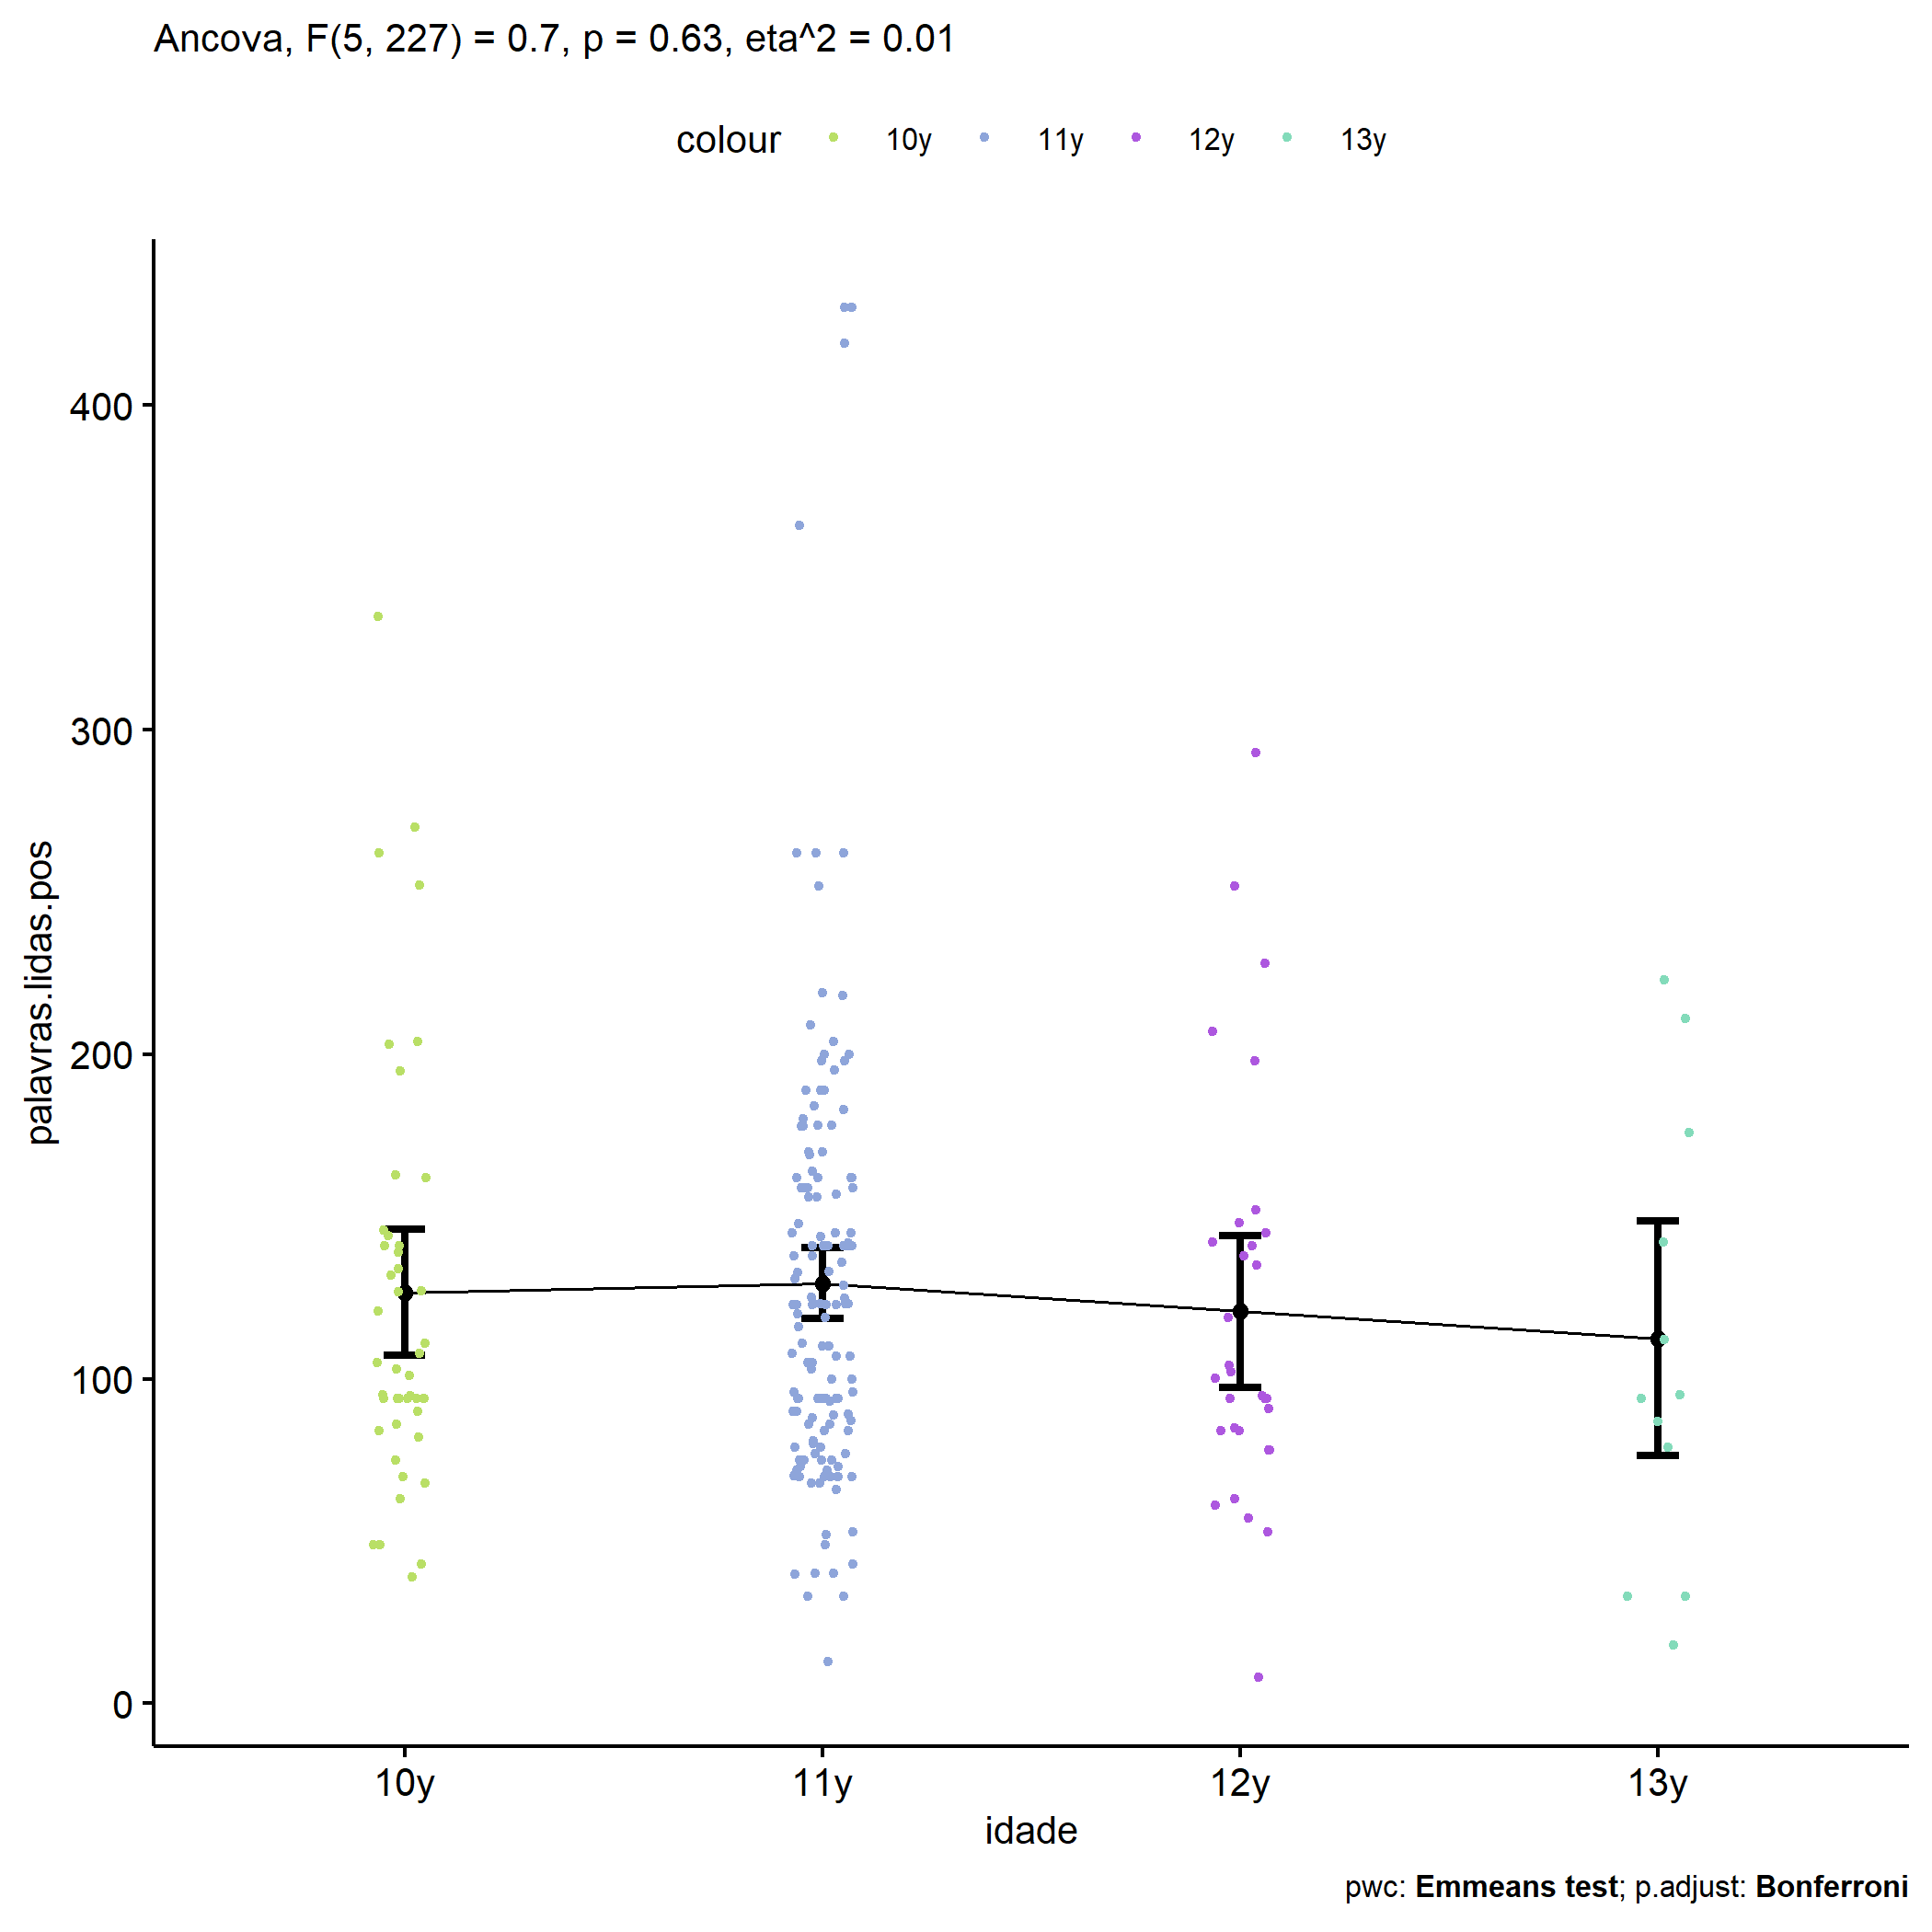 Ancova, F(5, 227) = 0.7, p = 0.63, eta^2 = 0.01
colour 10y 11y 12y 13y
palavras.lidas.pos
400
300
200
100
0
10y 11y 12y 13y
idade
pwc: Emmeans test; p.adjust: Bonferroni